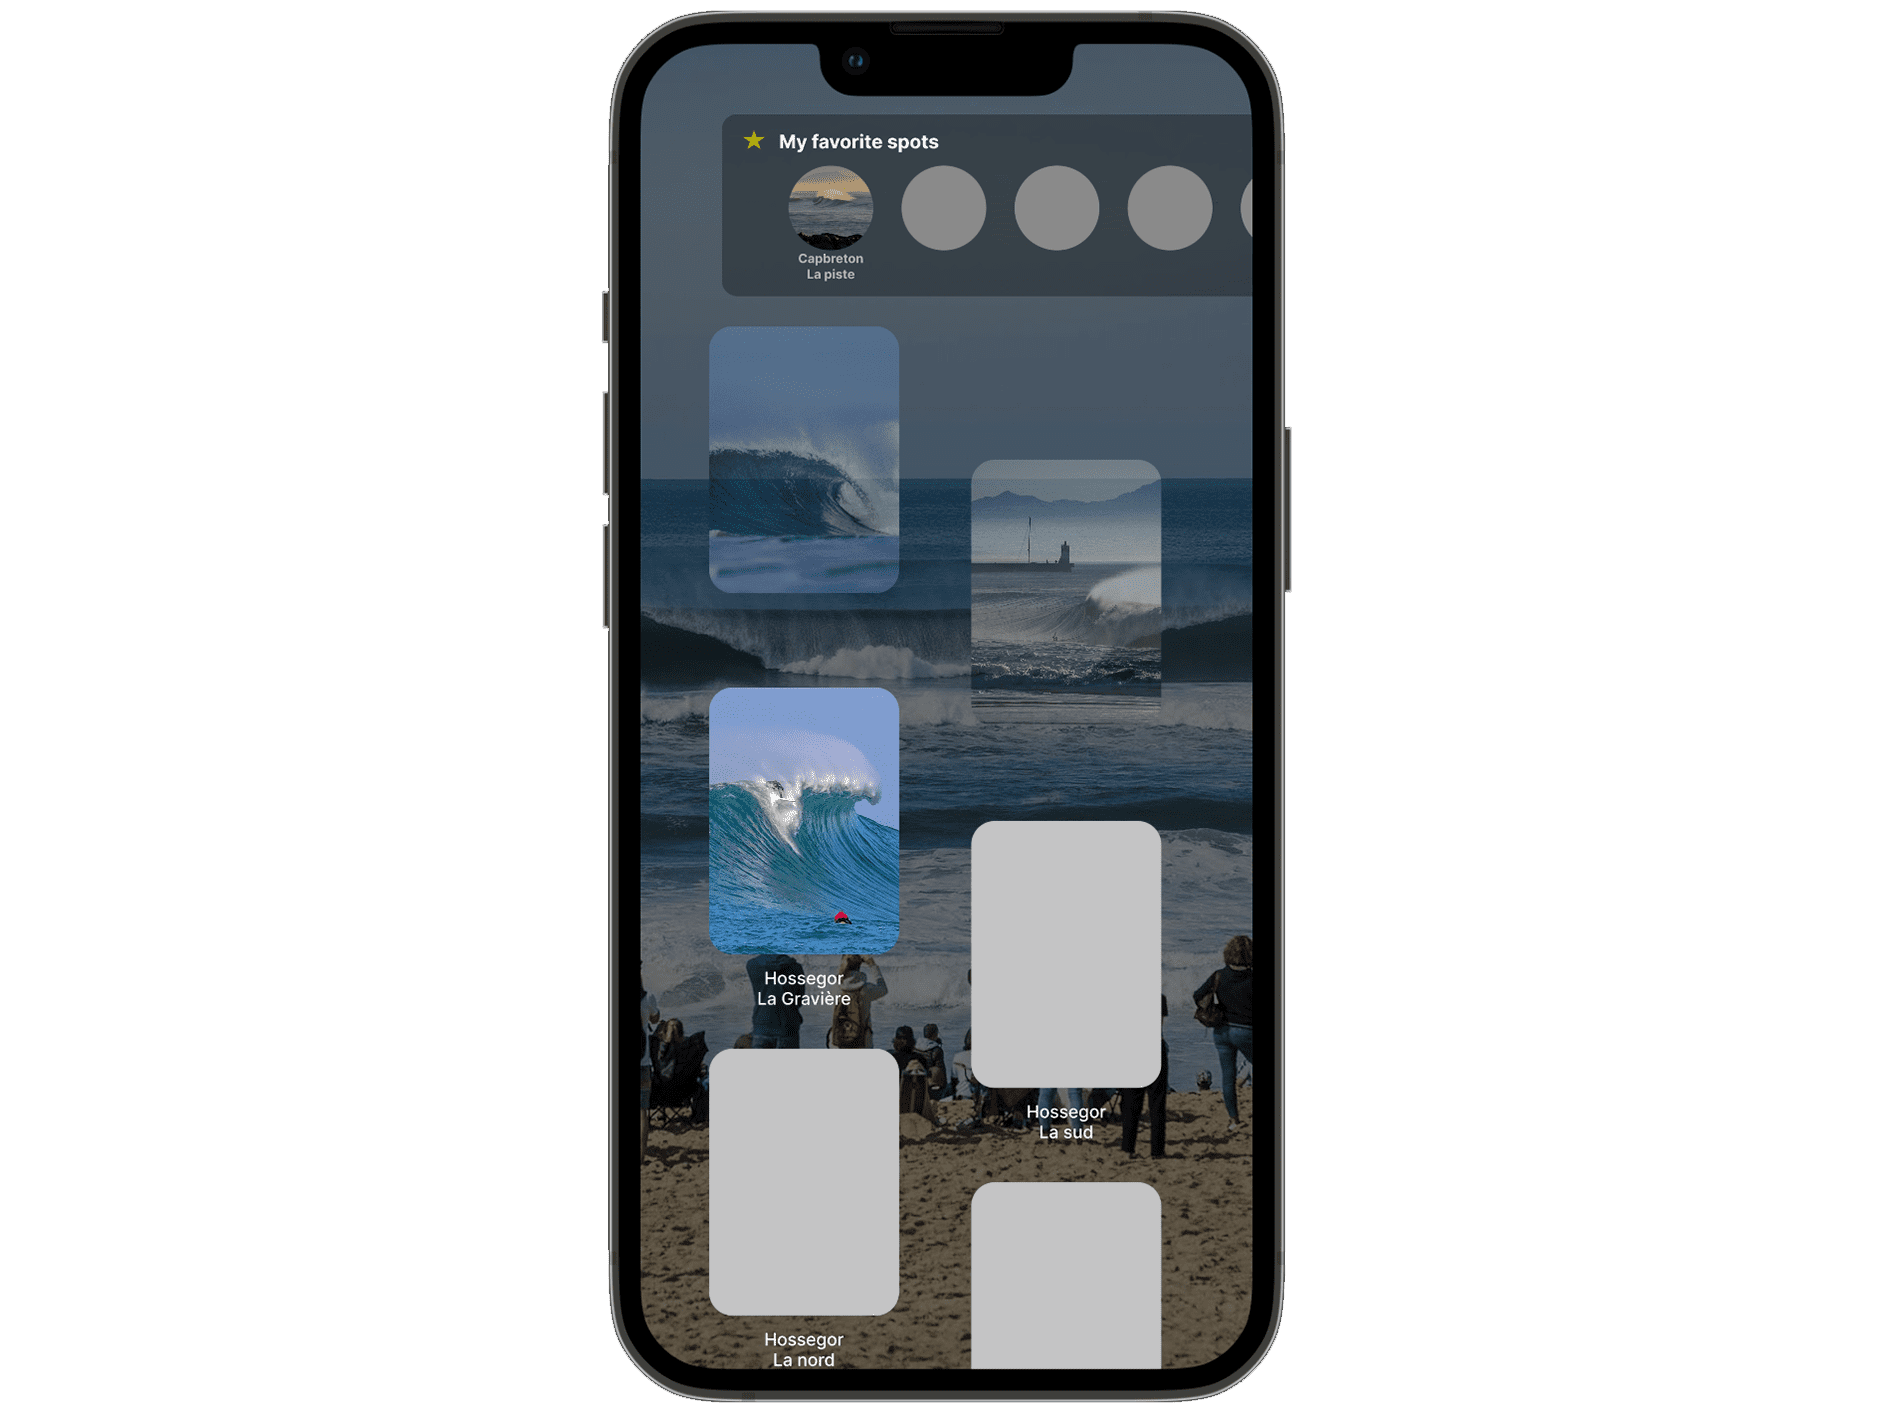 My favorite spots
Capbreton
La piste
Hossegor
La Gravière
Hossegor
La sud
Hossegor
La nord